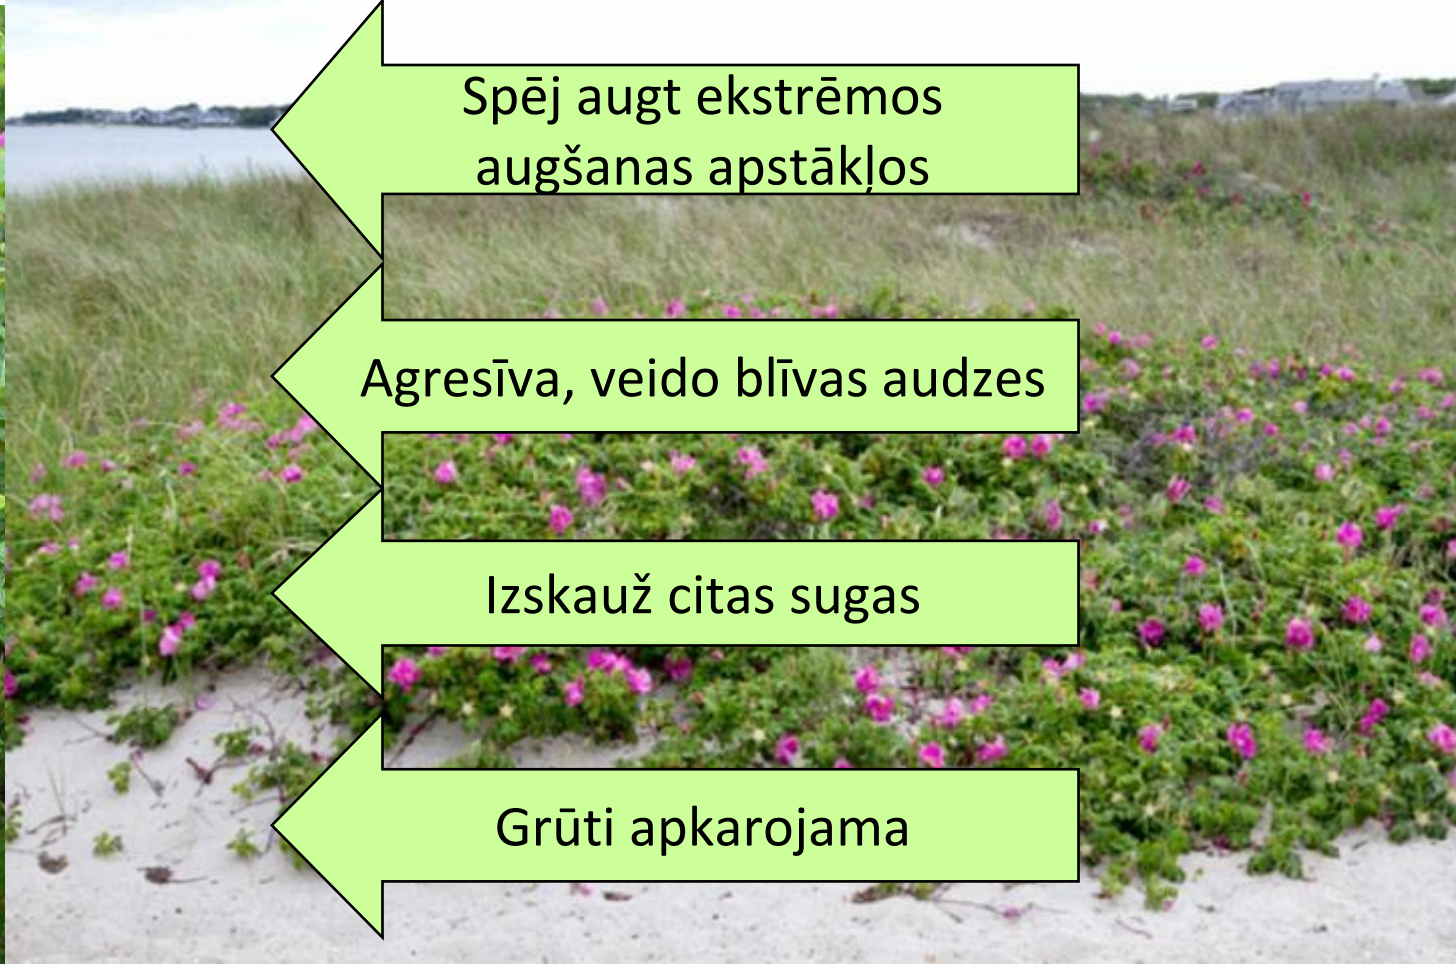 Spēj augt ekstrēmos
augšanas apstākļos
Agresīva, veido blīvas audzes
Izskauž citas sugas
Grūti apkarojama